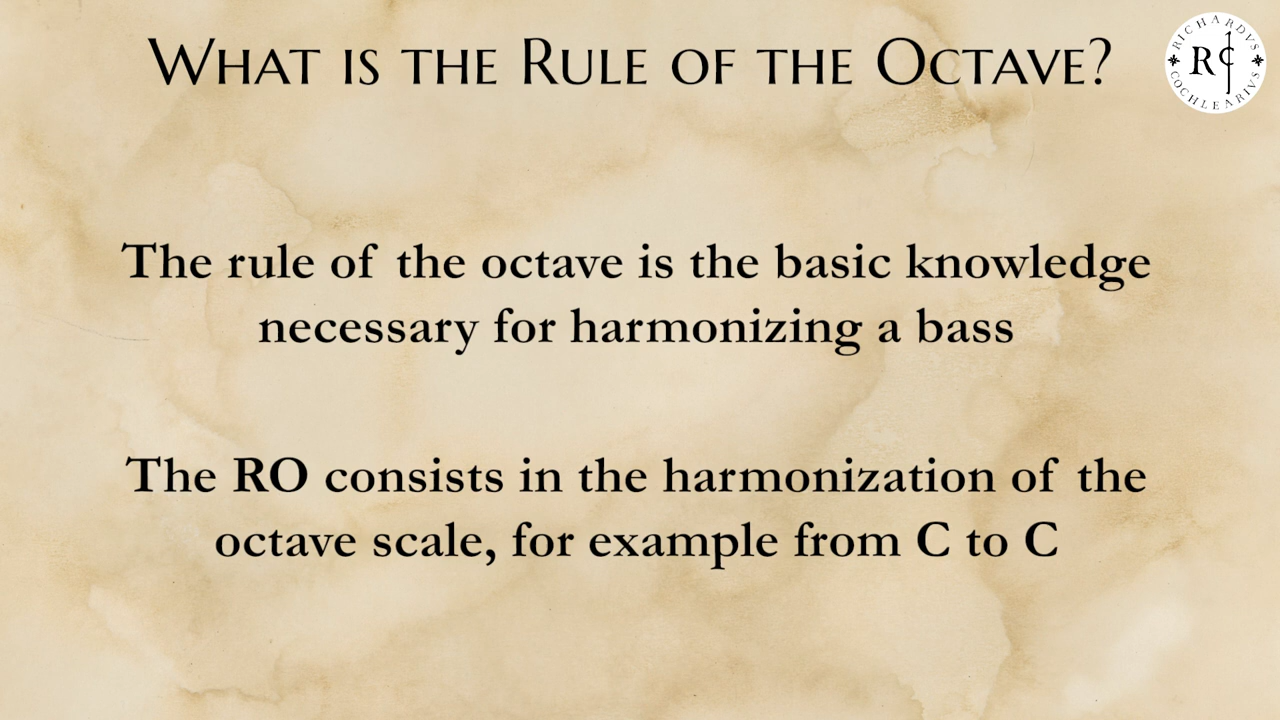 What is the Rule of the Octave?
RICHARDVS
RC
COCHLEARIVS
The rule of the octave is the basic knowledge
necessary for harmonizing a bass
The RO consists in the harmonization of the
octave scale, for example from C to C